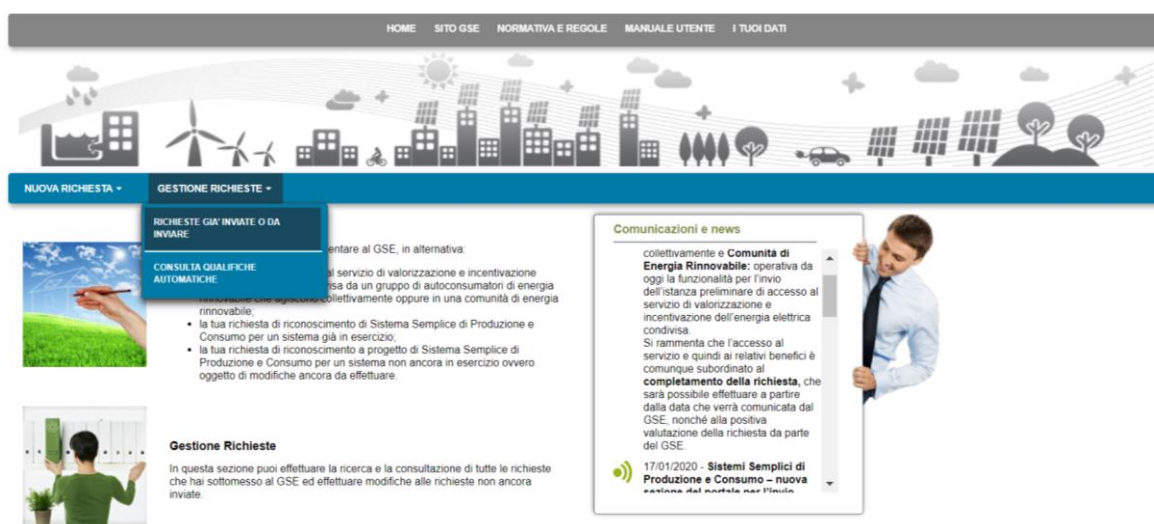 HOME SITO GSE NORMATIVA E REGOLE MANUALE UTENTE I TUOI DATI
NUOVA RICHIESTA GESTIONE RICHIESTE
RICHIESTE GIA' INVIATE O DA
INVIARE
CONSULTA QUALIFICHE
AUTOMATICHE
entare al GSE, in alternativa:
al servizio di valorizzazione e incentivazione
isa da un gruppo di autoconsumatori di energia
rinnovabile che agiscono collettivamente oppure in una comunità di energia
rinnovabile;
• la tua richiesta di riconoscimento di Sistema Semplice di Produzione e
Consumo per un sistema già in esercizio;
• la tua richiesta di riconoscimento a progetto di Sistema Semplice di
Produzione e Consumo per un sistema non ancora in esercizio ovvero
oggetto di modifiche ancora da effettuare.
Gestione Richieste
In questa sezione puoi effettuare la ricerca e la consultazione di tutte le richieste
che hai sottomesso al GSE ed effettuare modifiche alle richieste non ancora
inviate.
Comunicazioni e news
collettivamente e Comunità di
Energia Rinnovabile: operativa da
oggi la funzionalità per l'invio
dell'istanza preliminare di accesso al
servizio di valorizzazione e
incentivazione dell'energia elettrica
condivisa.
Si rammenta che l'accesso al
servizio e quindi ai relativi benefici è
comunque subordinato al
completamento della richiesta, che
sarà possibile effettuare a partire
dalla data che verrà comunicata dal
GSE, nonché alla positiva
valutazione della richiesta da parte
del GSE.
17/01/2020 - Sistemi Semplici di
Produzione e Consumo – nuova
sezione del portale per l'invio